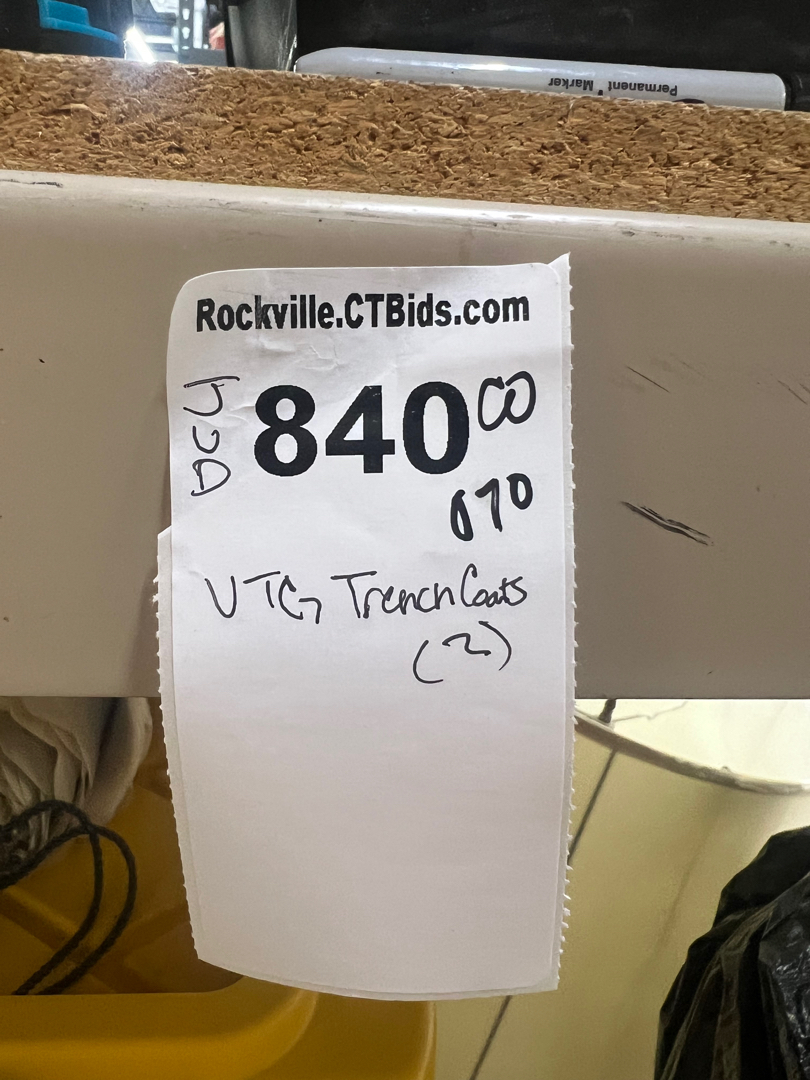 Permanent Marker
Rockville.CTBids.com
840
070
VTG Trench Coats
(2)